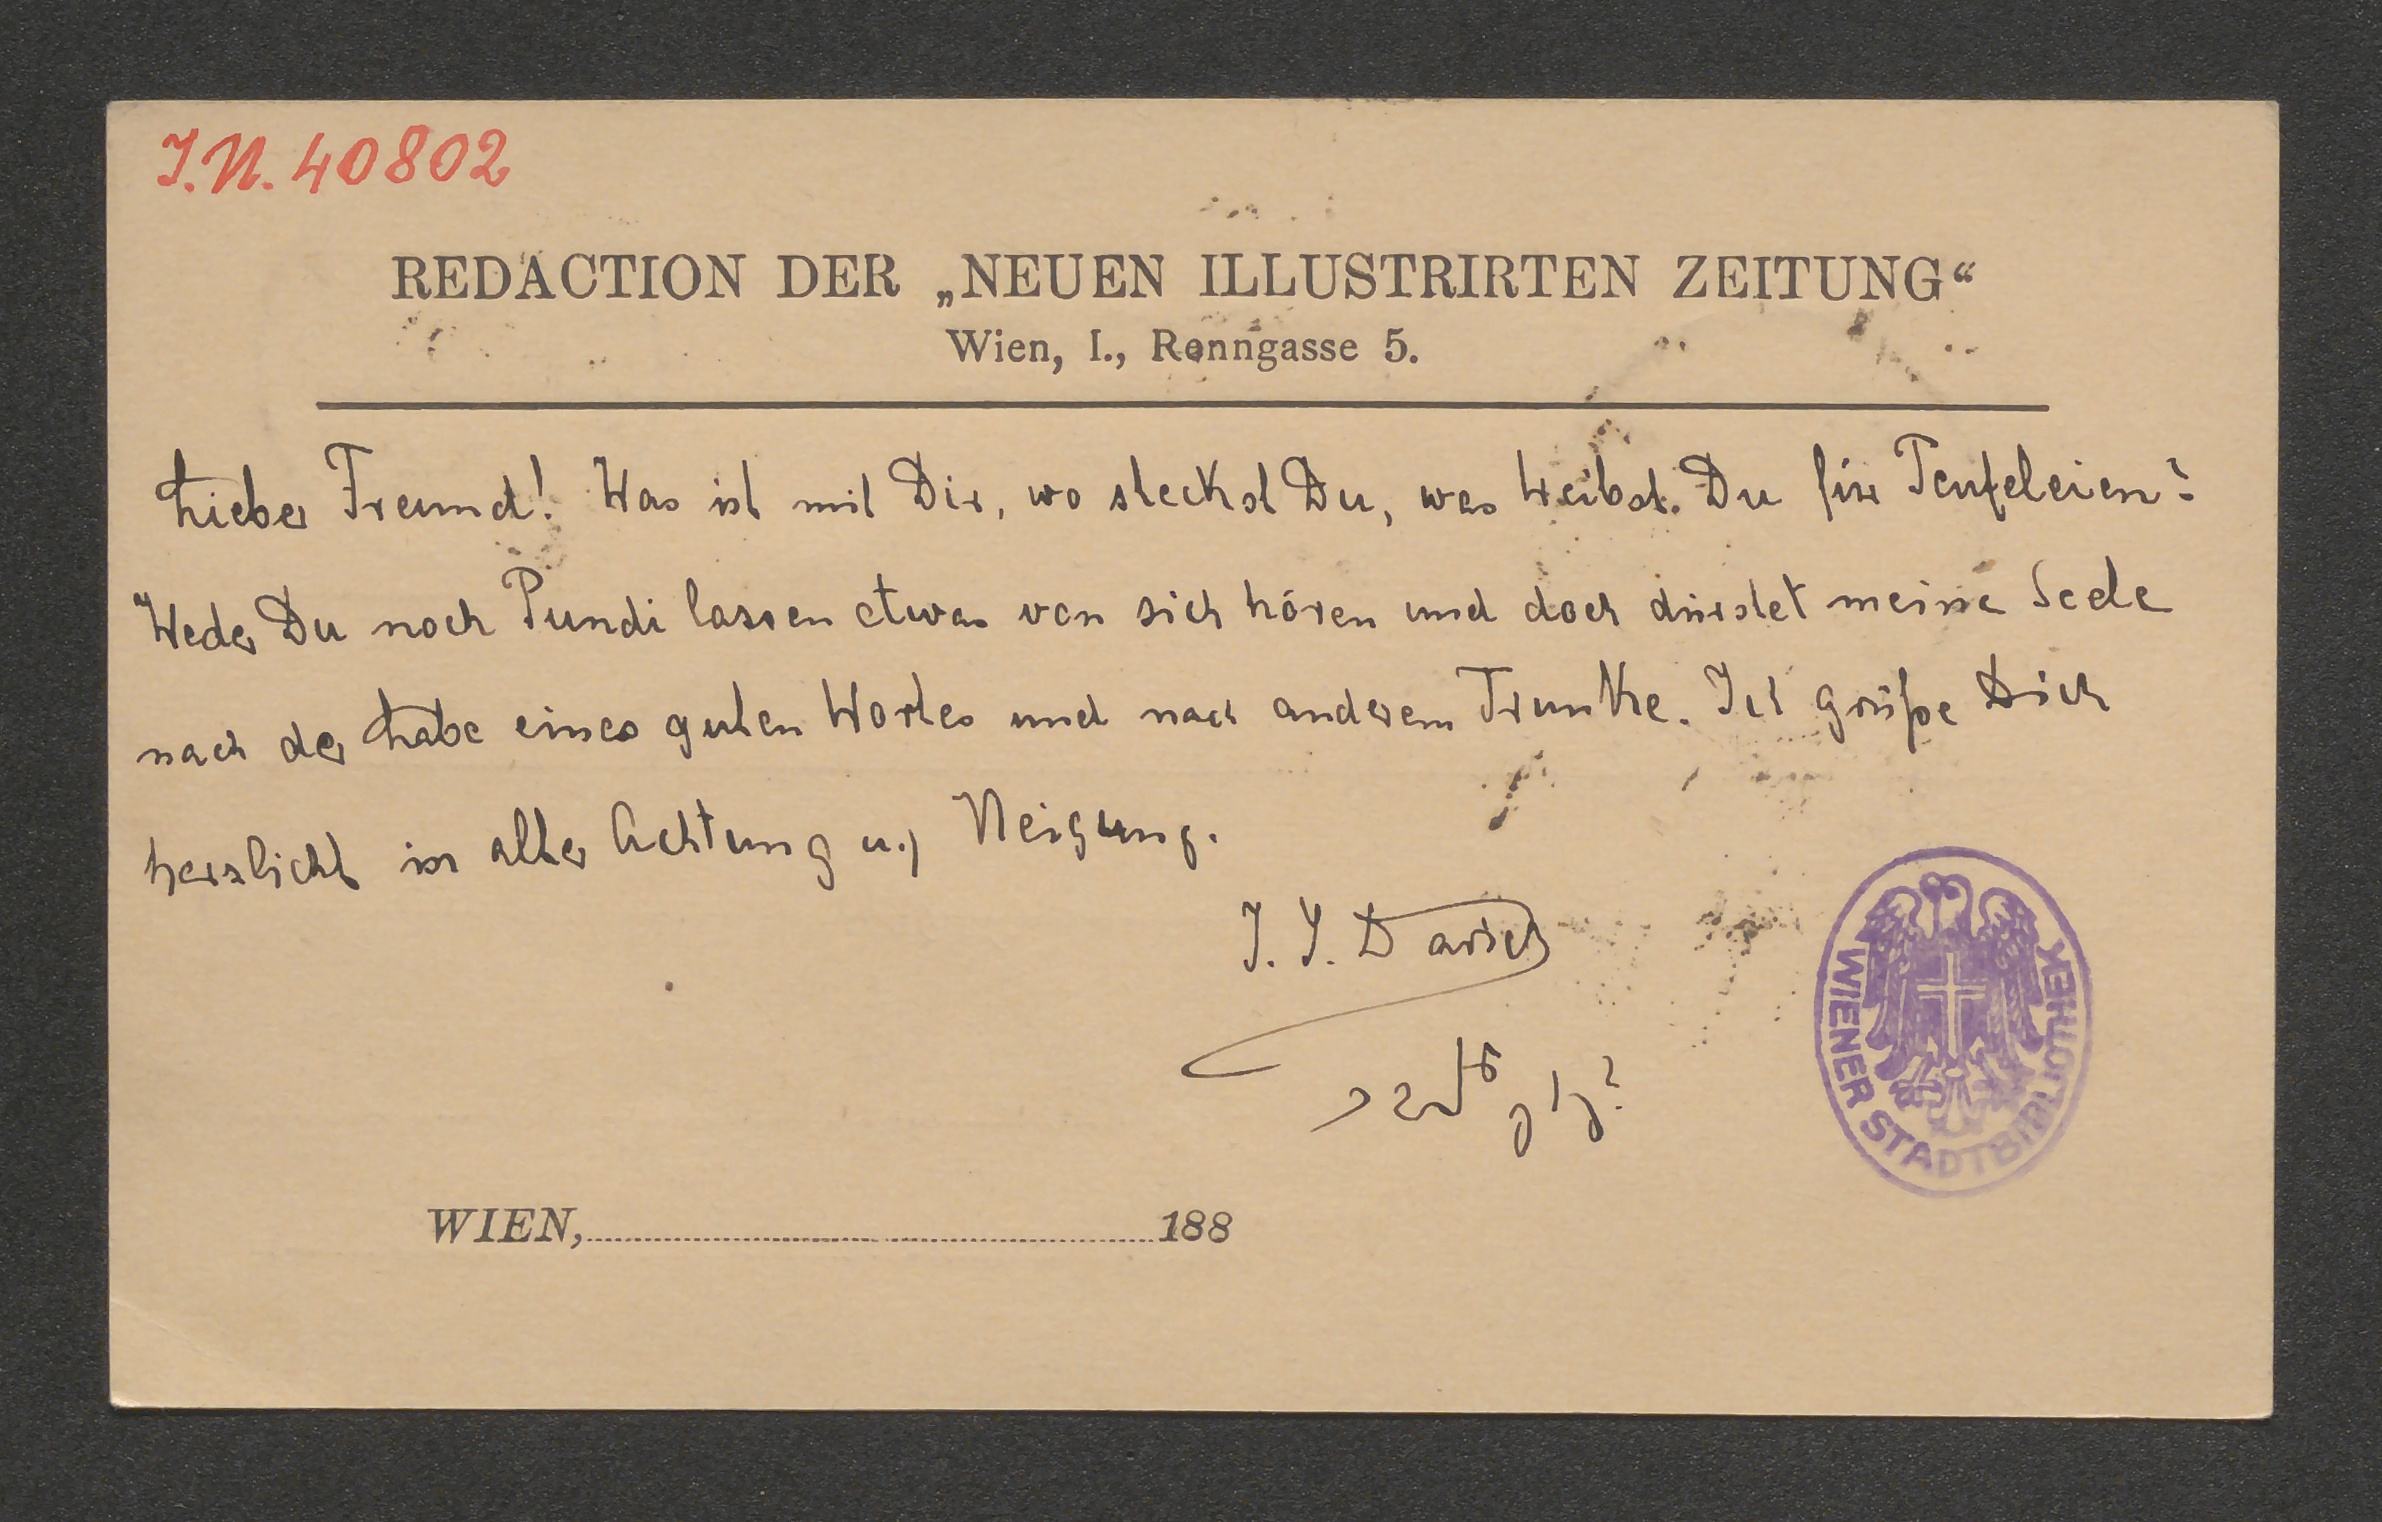 J.N. 40802
REDACTION DER „NEUEN ILLUSTRIRTEN ZEITUNG“
Wien, I., Renngasse 5.
Lieber Freund! Was ist mit Dir, wo steckst Du, was treibst Du für Teufeleien?
Weder Du noch Pundi lassen etwas von sich hören und doch dürstet meine Seele
nach der Labe eines guten Wortes und nach anderem Trunke. Ich grüße Dich
herzlichst in alter Achtung u. Neigung.
J. J. David
WIENER STADTBIBLIOTHEK
WIEN, 188